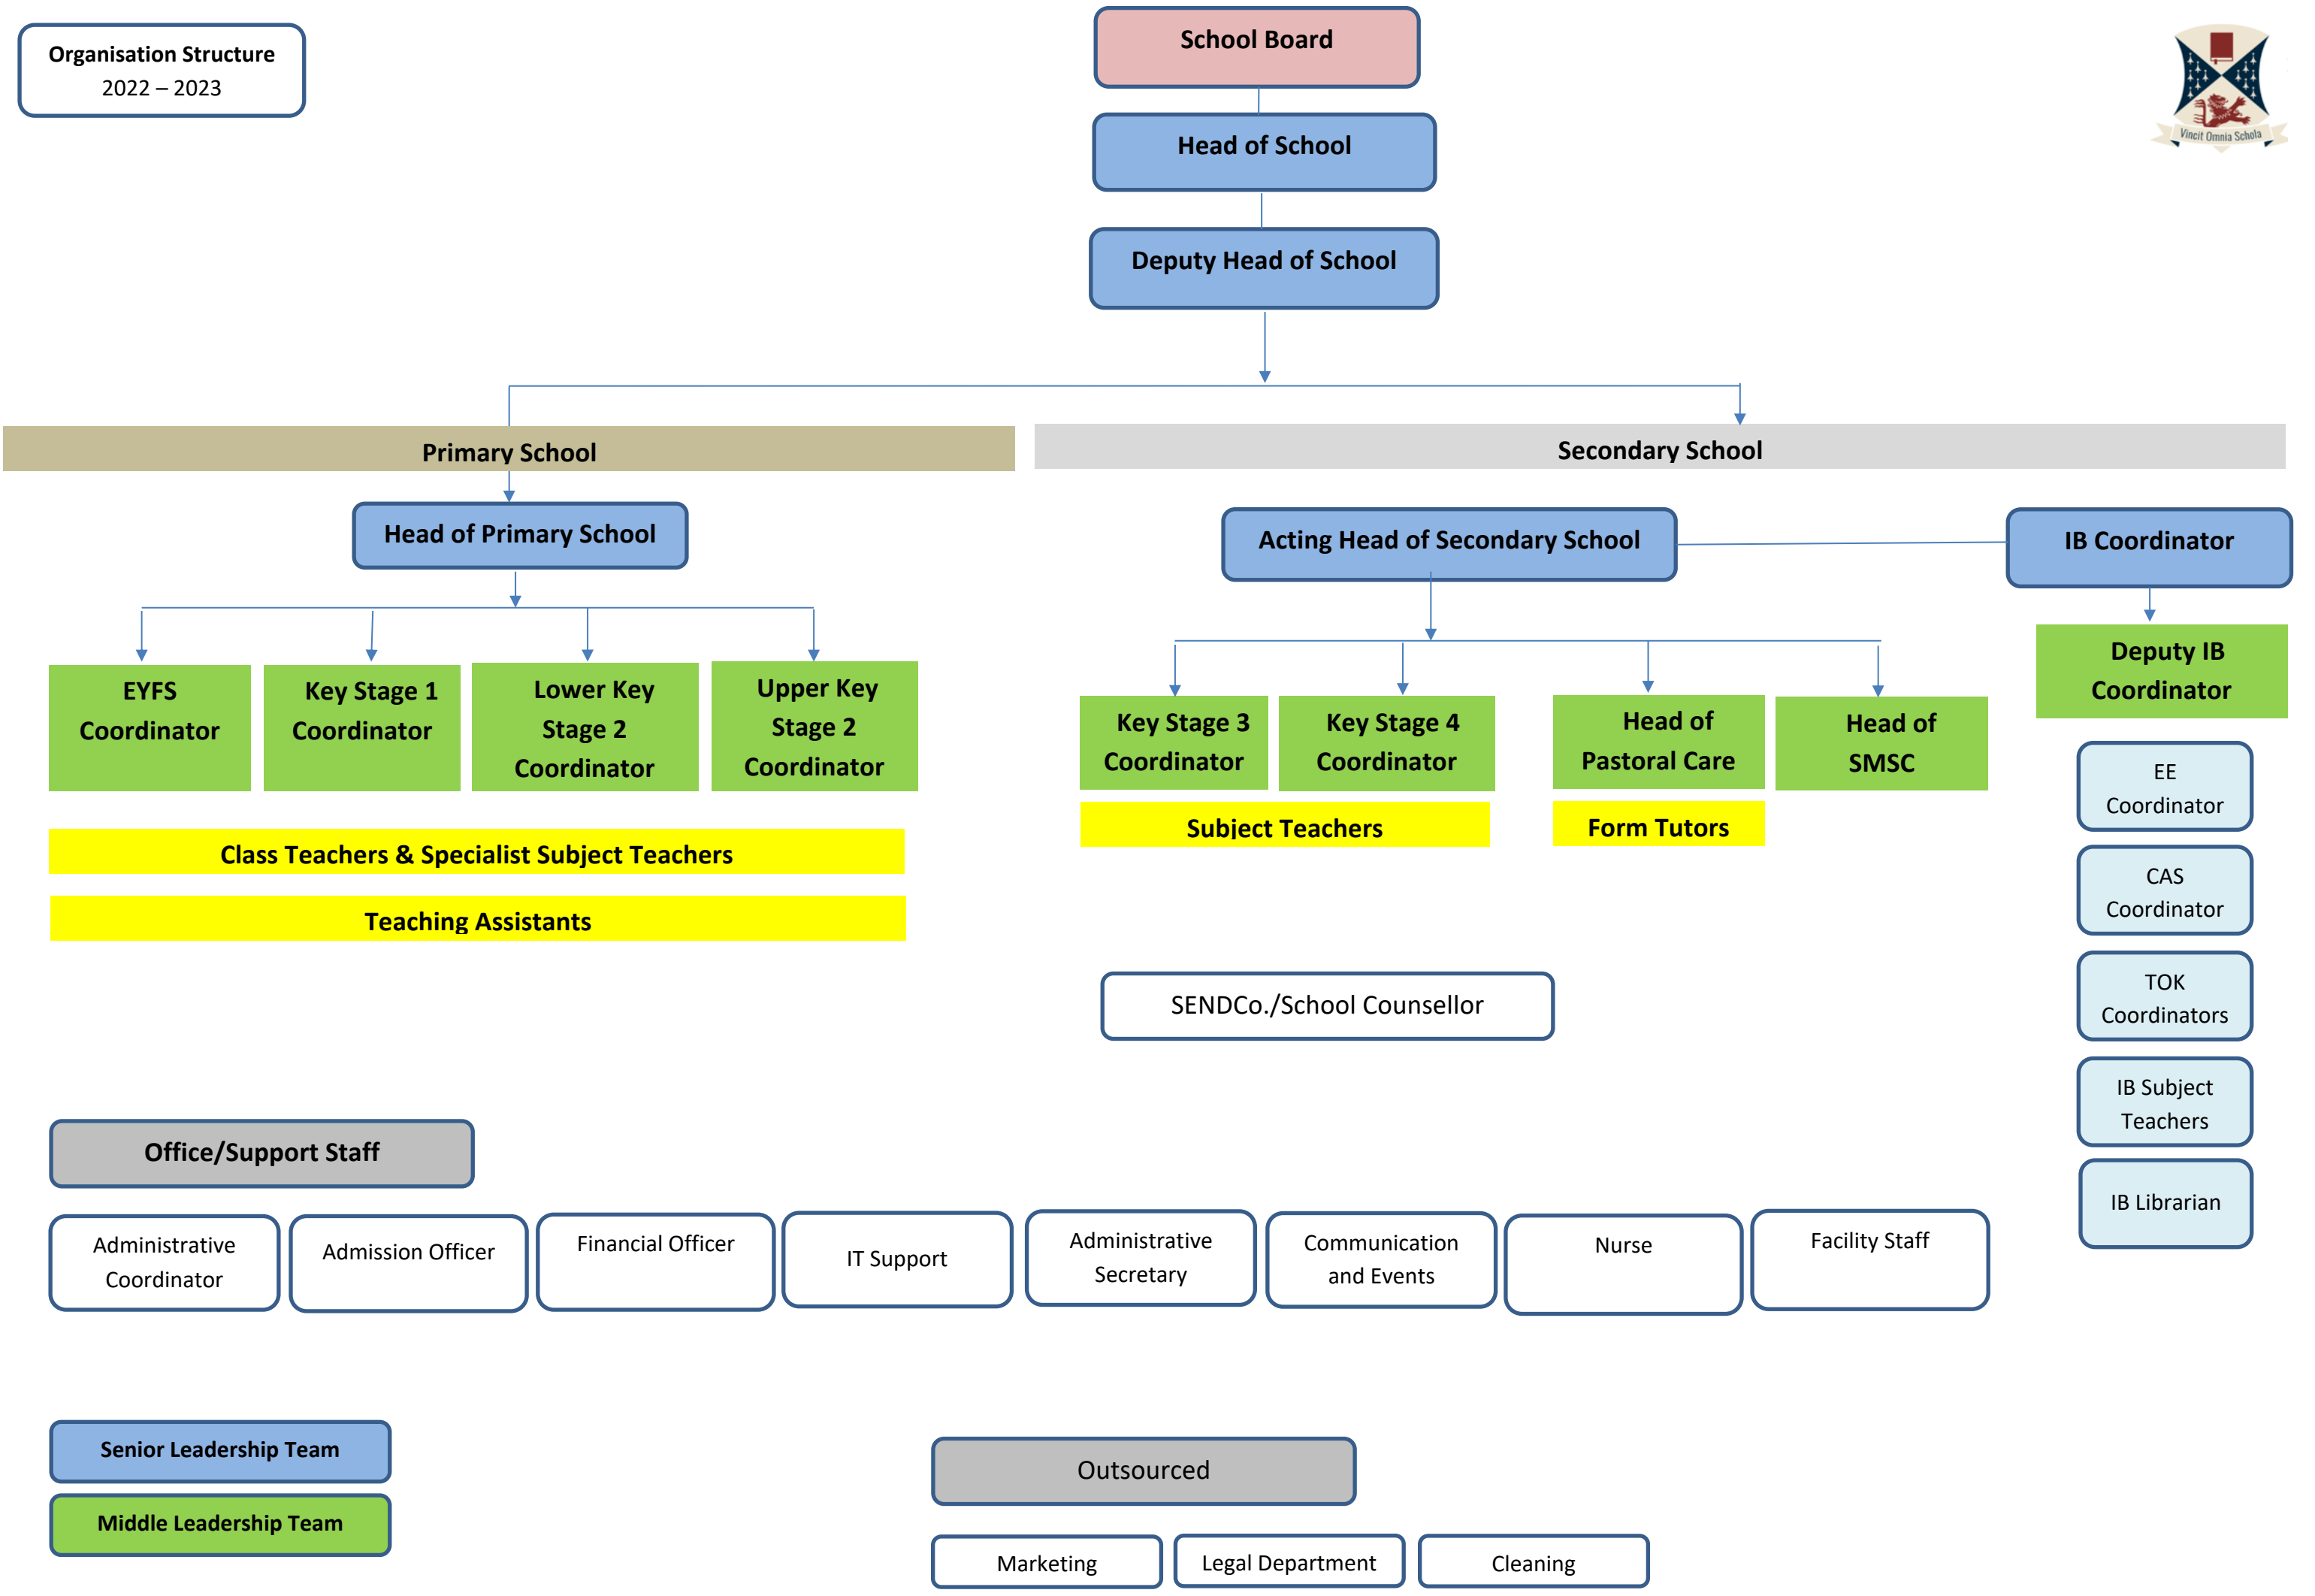 Organisation Structure
2022 – 2023
School Board
Vincit Omnia Schola
Head of School
Deputy Head of School
Primary School
Secondary School
Head of Primary School
Acting Head of Secondary School
IB Coordinator
EYFS
Coordinator
Key Stage 1
Coordinator
Lower Key
Stage 2
Coordinator
Upper Key
Stage 2
Coordinator
Key Stage 3
Coordinator
Key Stage 4
Coordinator
Head of
Pastoral Care
Head of
SMSC
Deputy IB
Coordinator
Class Teachers & Specialist Subject Teachers
Teaching Assistants
Subject Teachers
Form Tutors
EE
Coordinator
CAS
Coordinator
TOK
Coordinators
IB Subject
Teachers
IB Librarian
SENDCo./School Counsellor
Office/Support Staff
Administrative
Coordinator
Admission Officer
Financial Officer
IT Support
Administrative
Secretary
Communication
and Events
Nurse
Facility Staff
Senior Leadership Team
Middle Leadership Team
Outsourced
Marketing
Legal Department
Cleaning